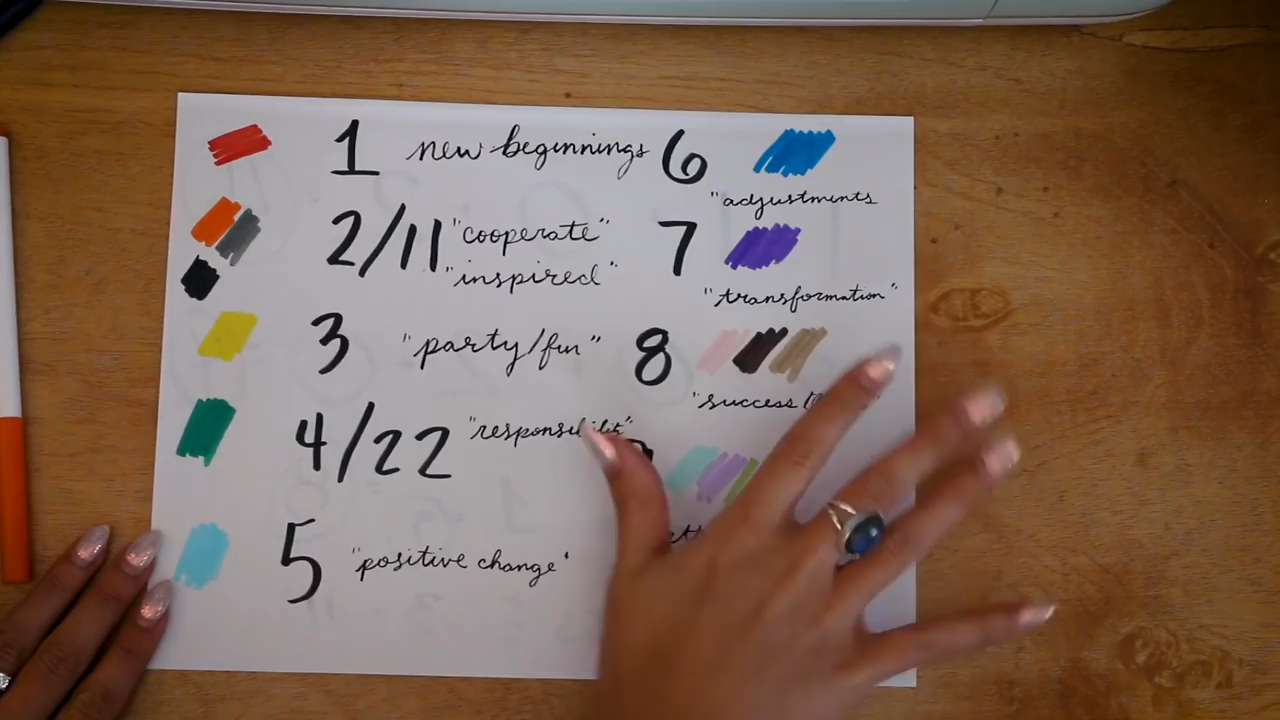 1 new beginnings
2/11 "cooperate"
"inspired"
3 "party/fun"
4/22
5 "positive change"
6
"adjustments
7
"transformation"
8
"success